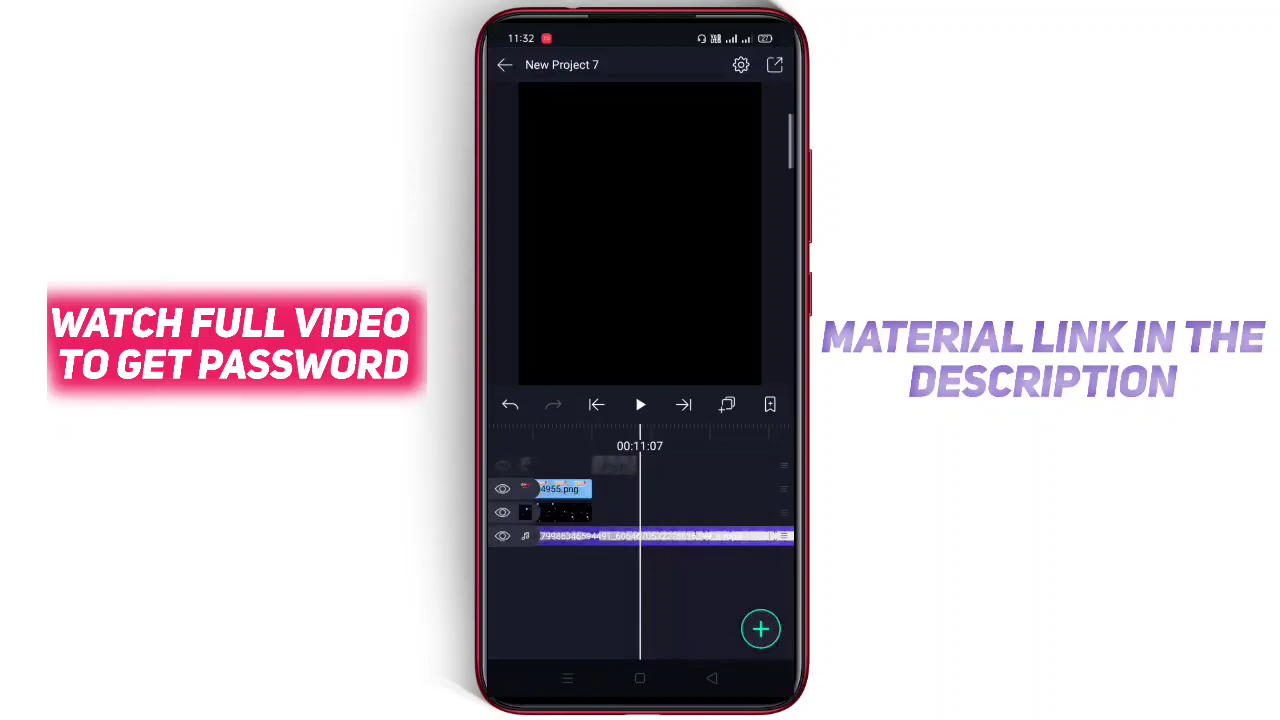 11:32
27
New Project 7
WATCH FULL VIDEO
TO GET PASSWORD
MATERIAL LINK IN THE
DESCRIPTION
00:11:07
4955.png